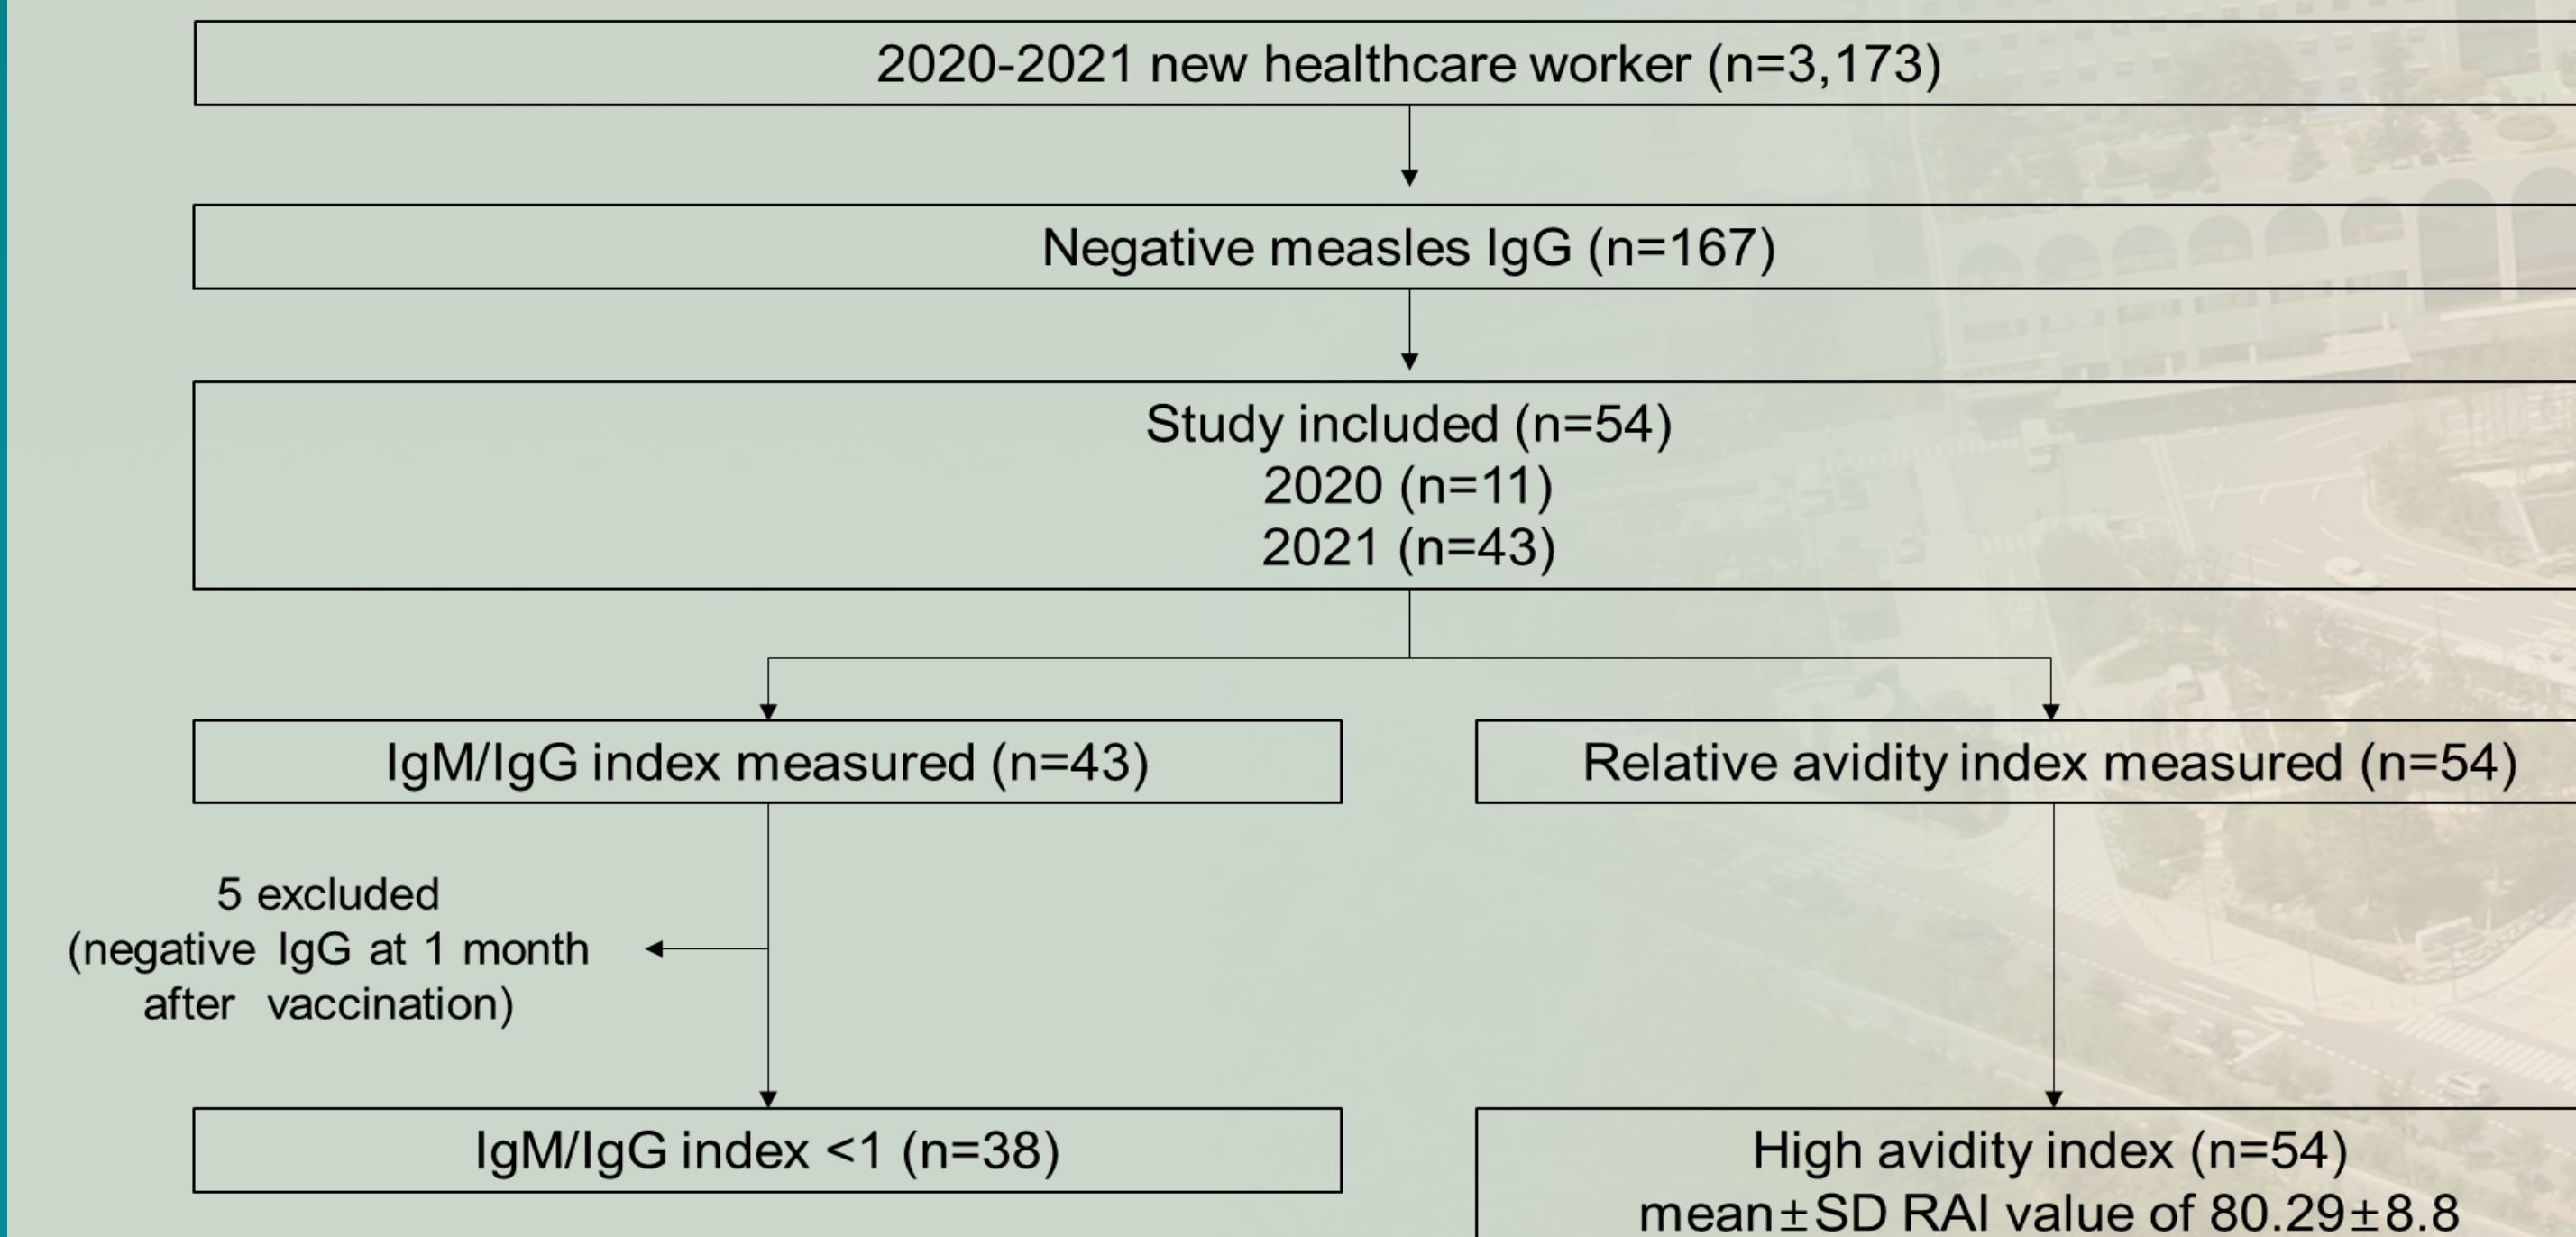 2020-2021 new healthcare worker (n=3,173)
Negative measles IgG (n=167)
Study included (n=54)
2020 (n=11)
2021 (n=43)
IgM/IgG index measured (n=43)
Relative avidity index measured (n=54)
5 excluded
(negative IgG at 1 month
after vaccination)
IgM/IgG index <1 (n=38)
High avidity index (n=54)
mean±SD RAI value of 80.29±8.8